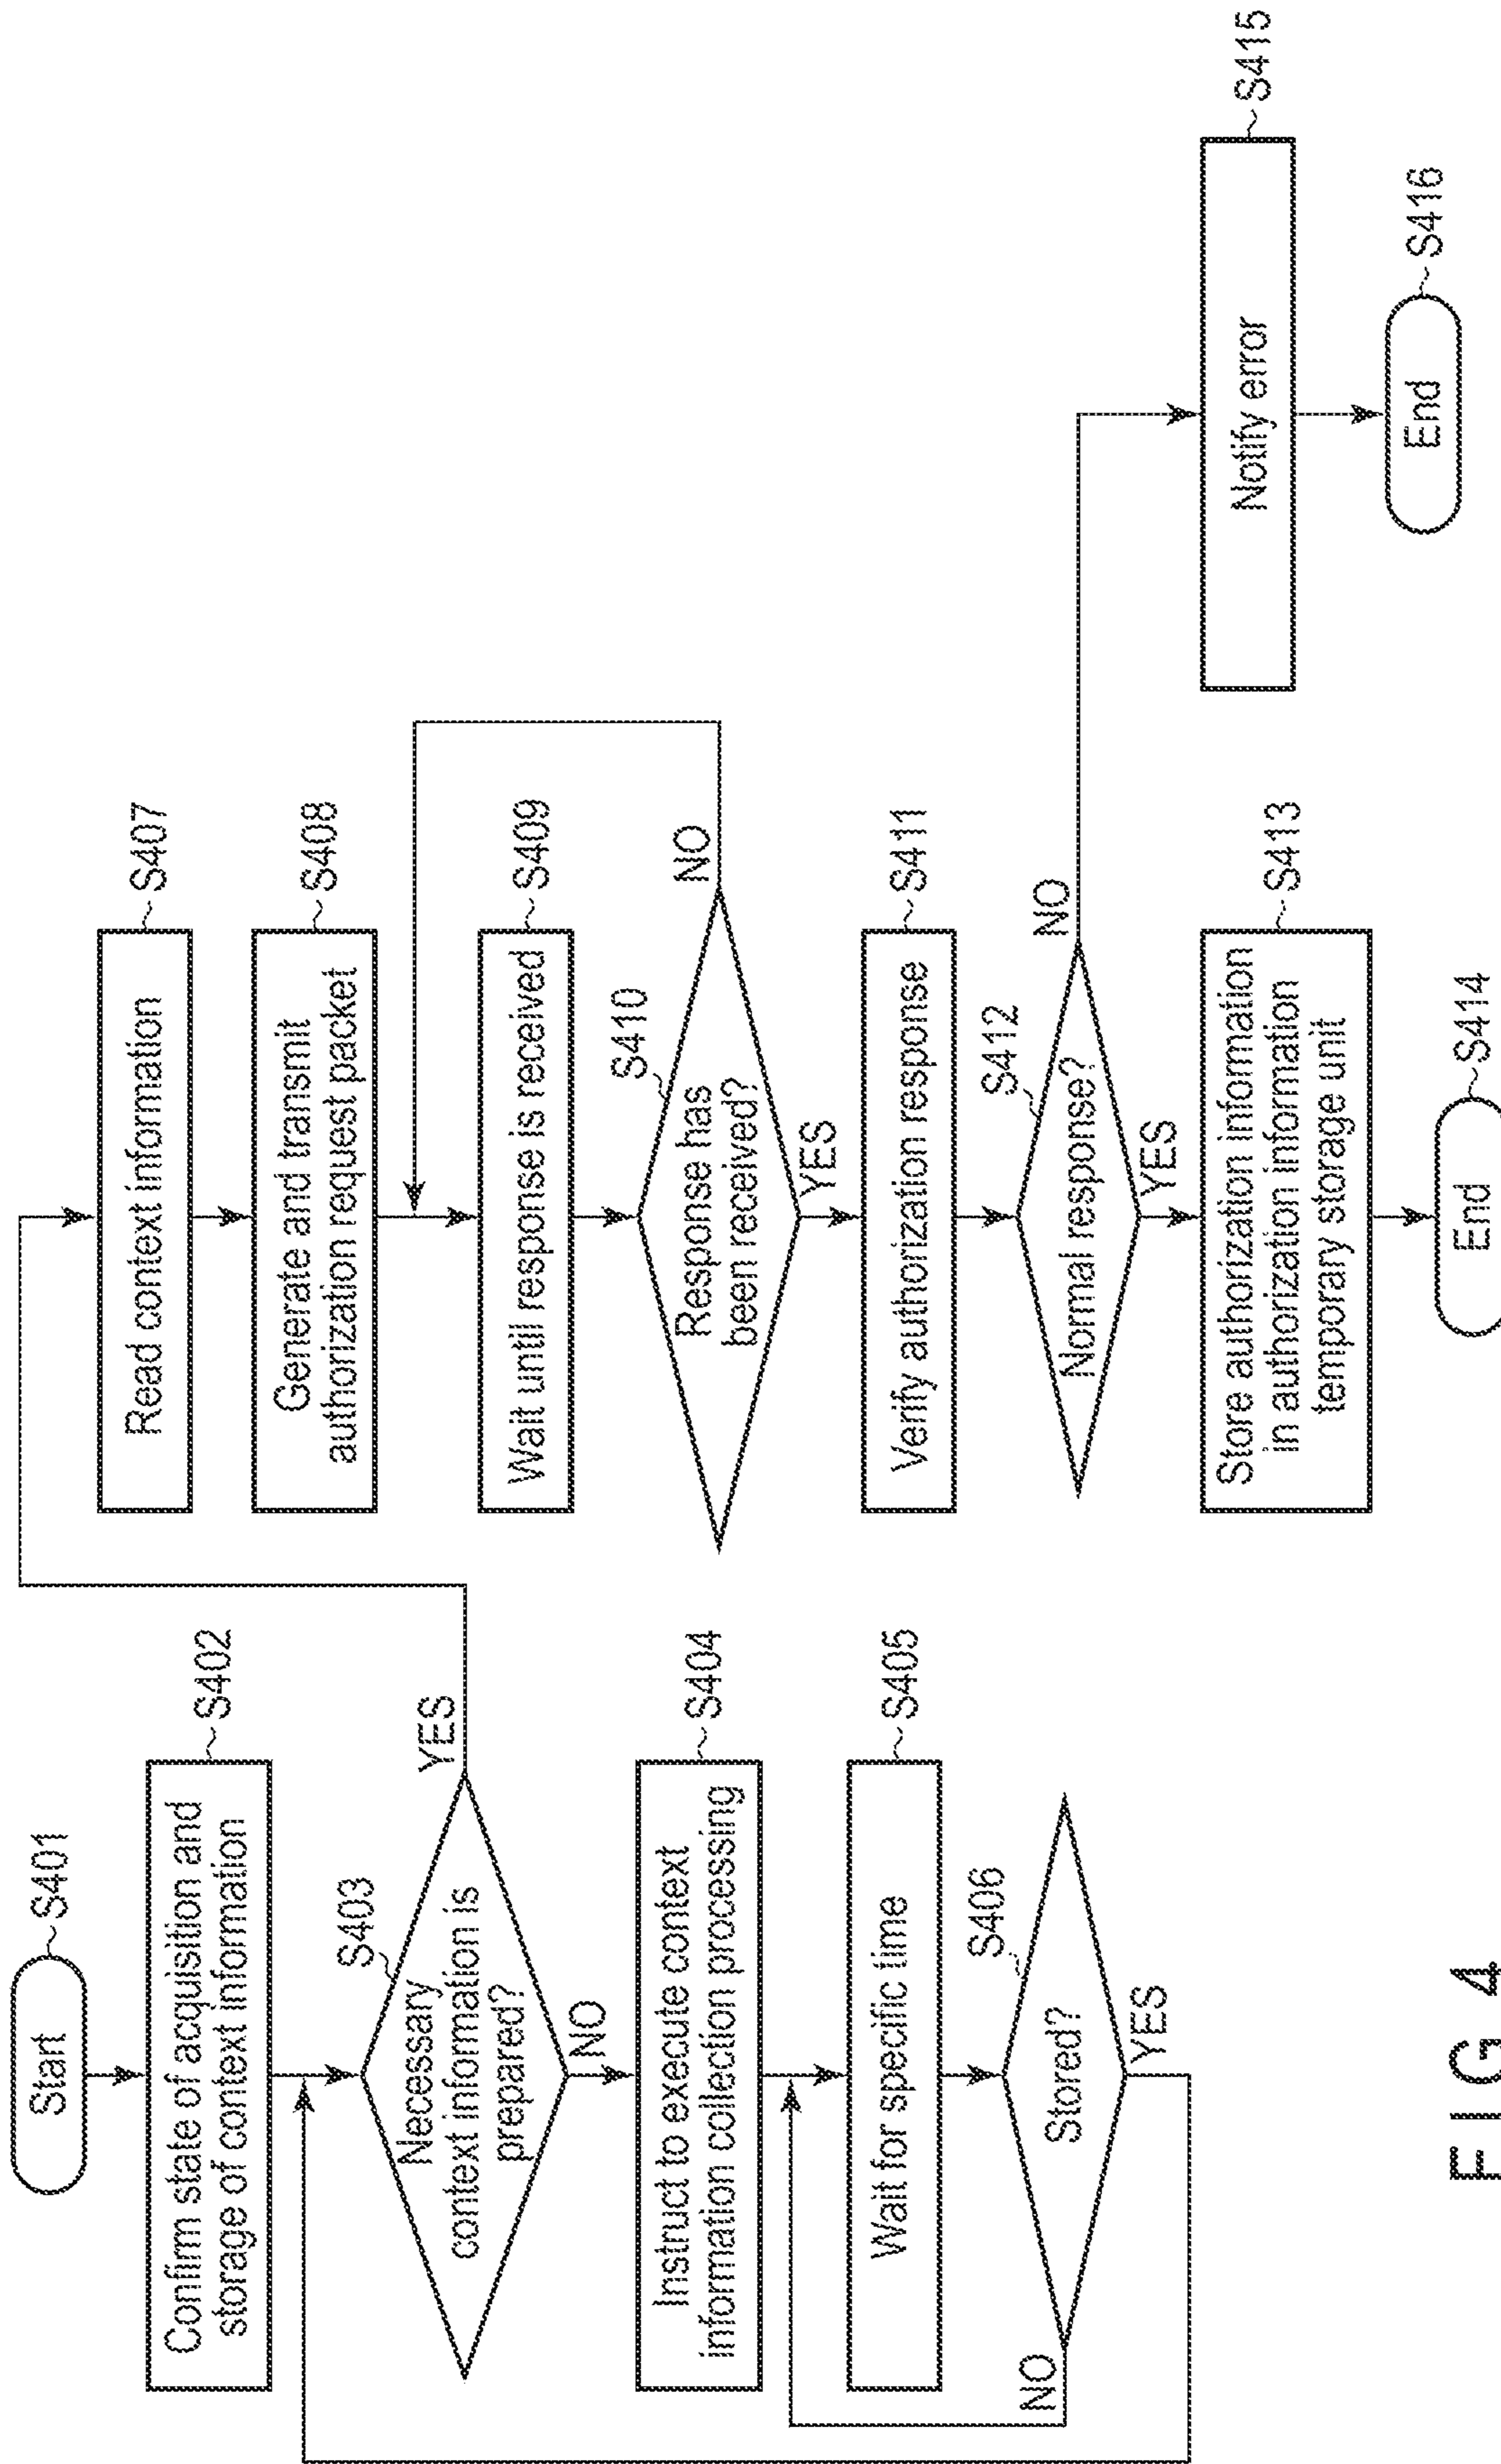 Start
S401
Confirm state of acquisition and
storage of context information
S402
S403
Necessary
context information is
prepared?
YES
NO
Instruct to execute context
information collection processing
S404
Wait for specific time
S405
S406
Stored?
NO
YES
Read context information
S407
Generate and transmit
authorization request packet
S408
Wait until response is received
S409
S410
Response has
been received?
NO
YES
Verify authorization response
S411
S412
Normal response?
NO
YES
Store authorization information
in authorization information
temporary storage unit
S413
End
S414
Notify error
S415
End
S416
FIG. 4